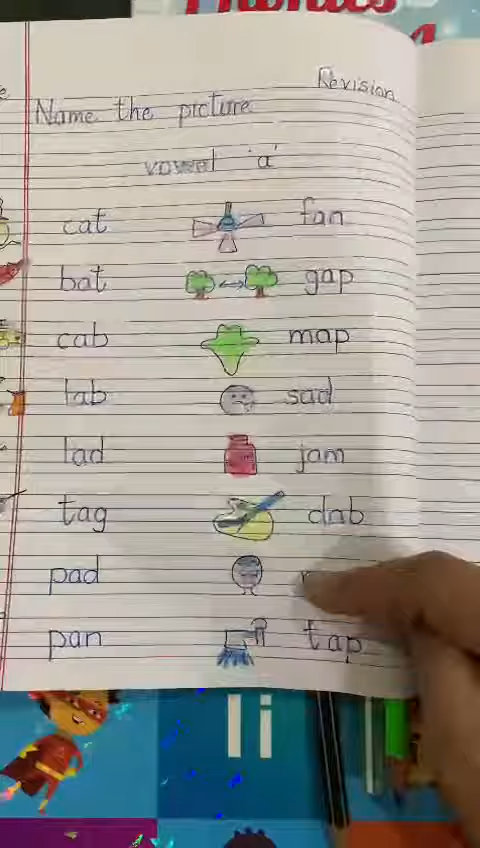 Phonics
Revision
Name the picture
vowel 'a'
cat fan
bat gap
cab map
lab sad
lad jam
tag dab
pad
pan tap
Ii